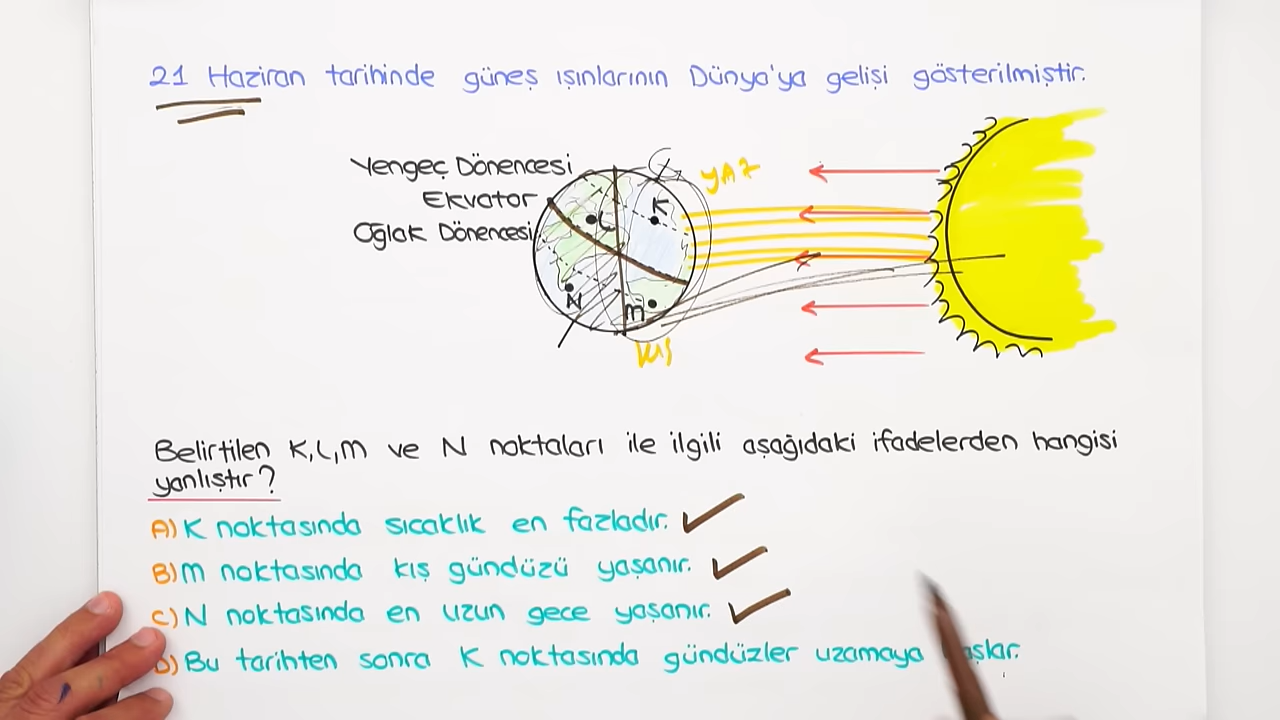 21 Haziran tarihinde güneş ışınlarının Dünya'ya gelişi gösterilmiştir.
Yengeç Dönencesi
YAZ
Ekvator
K
L
Oğlak Dönencesi
N
M
KIŞ
Belirtilen K, L, M ve N noktaları ile ilgili aşağıdaki ifadelerden hangisi
yanlıştır?
A) K noktasında sıcaklık en fazladır.
B) M noktasında kış gündüzü yaşanır.
C) N noktasında en uzun gece yaşanır.
D) Bu tarihten sonra K noktasında gündüzler uzamaya